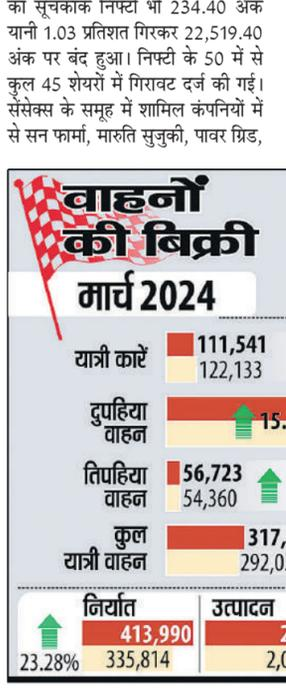 का सूचकांक निफ्टी भी 234.40 अंक
यानी 1.03 प्रतिशत गिरकर 22,519.40
अंक पर बंद हुआ। निफ्टी के 50 में से
कुल 45 शेयरों में गिरावट दर्ज की गई।
सेंसेक्स के समूह में शामिल कंपनियों में
से सन फार्मा, मारुति सुजुकी, पावर ग्रिड,
वाहनों
की बिक्री
मार्च 2024
यात्री कारें 111,541
122,133
दुपहिया वाहन 15.
तिपहिया वाहन 56,723
54,360
कुल यात्री वाहन 317,
292,0
निर्यात उत्पादन
413,990 2
23.28% 335,814 2,0